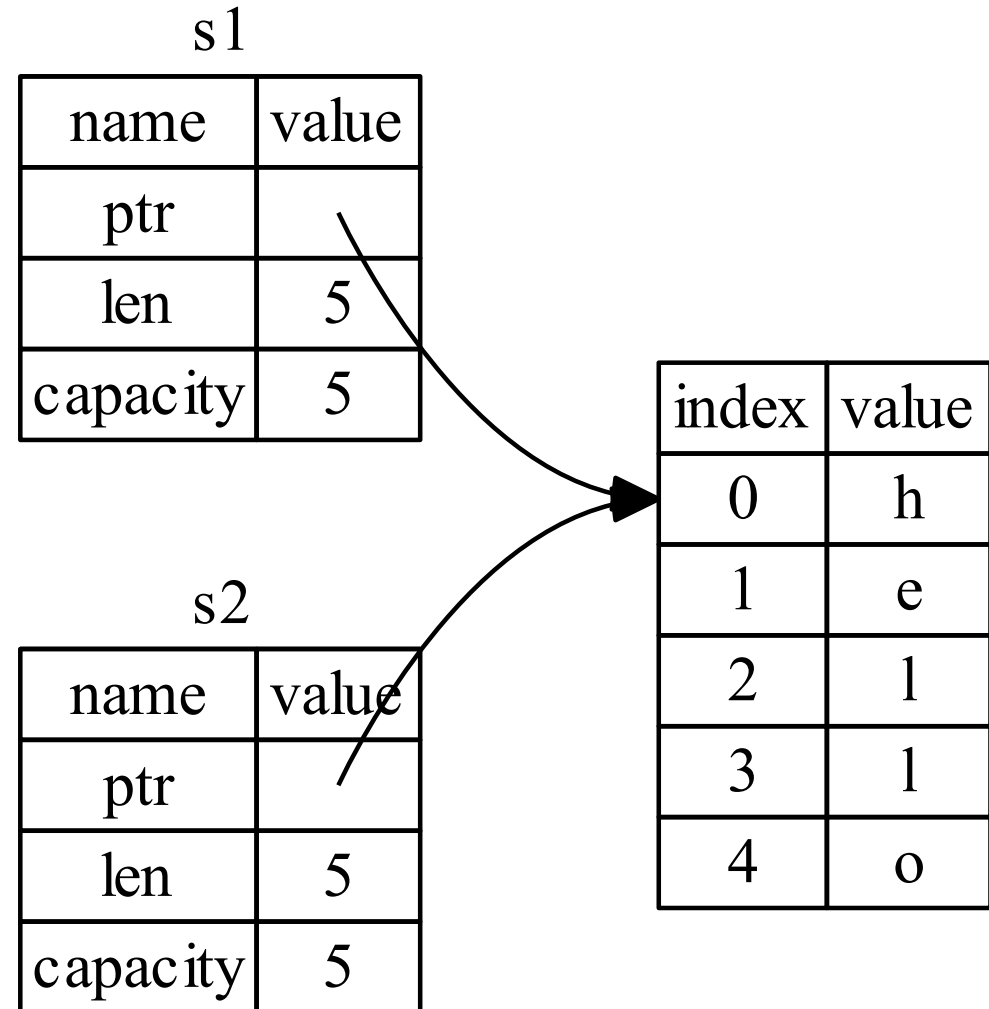 s1
name value
ptr
len 5
capacity 5
s2
name value
ptr
len 5
capacity 5
index value
0 h
1 e
2 l
3 l
4 o